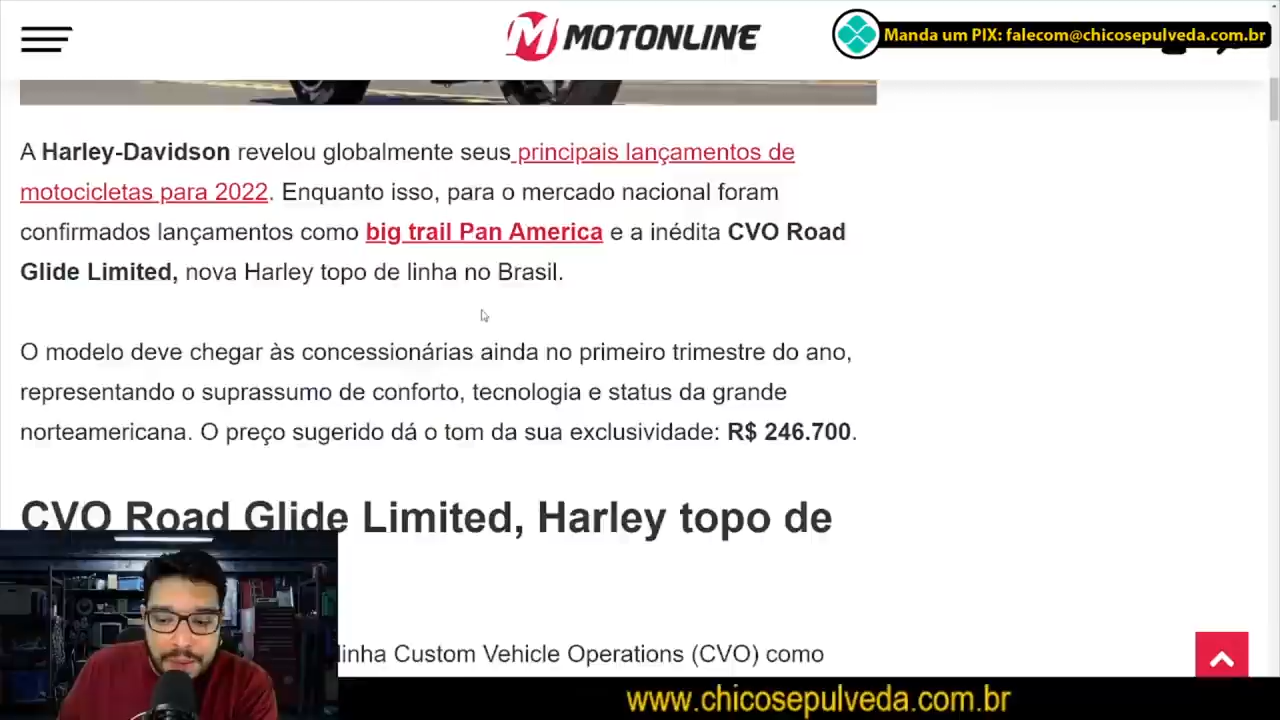 MOTONLINE
Manda um PIX: falecom@chicosepulveda.com.br
A Harley-Davidson revelou globalmente seus principais lançamentos de
motocicletas para 2022. Enquanto isso, para o mercado nacional foram
confirmados lançamentos como big trail Pan America e a inédita CVO Road
Glide Limited, nova Harley topo de linha no Brasil.
O modelo deve chegar às concessionárias ainda no primeiro trimestre do ano,
representando o suprassumo de conforto, tecnologia e status da grande
norteamericana. O preço sugerido dá o tom da sua exclusividade: R$ 246.700.
CVO Road Glide Limited, Harley topo de
linha Custom Vehicle Operations (CVO) como
www.chicosepulveda.com.br